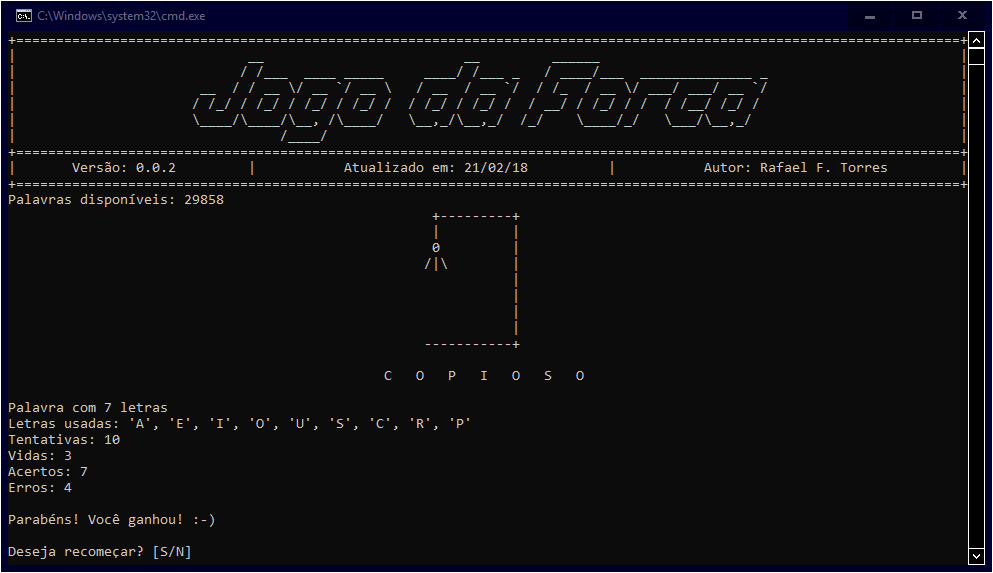 C:\Windows\system32\cmd.exe
Jogo da Forca
Versão: 0.0.2 | Atualizado em: 21/02/18 | Autor: Rafael F. Torres
Palavras disponíveis: 29858
C O P I O S O
Palavra com 7 letras
Letras usadas: 'A', 'E', 'I', 'O', 'U', 'S', 'C', 'R', 'P'
Tentativas: 10
Vidas: 3
Acertos: 7
Erros: 4
Parabéns! Você ganhou! :-)
Deseja recomeçar? [S/N]